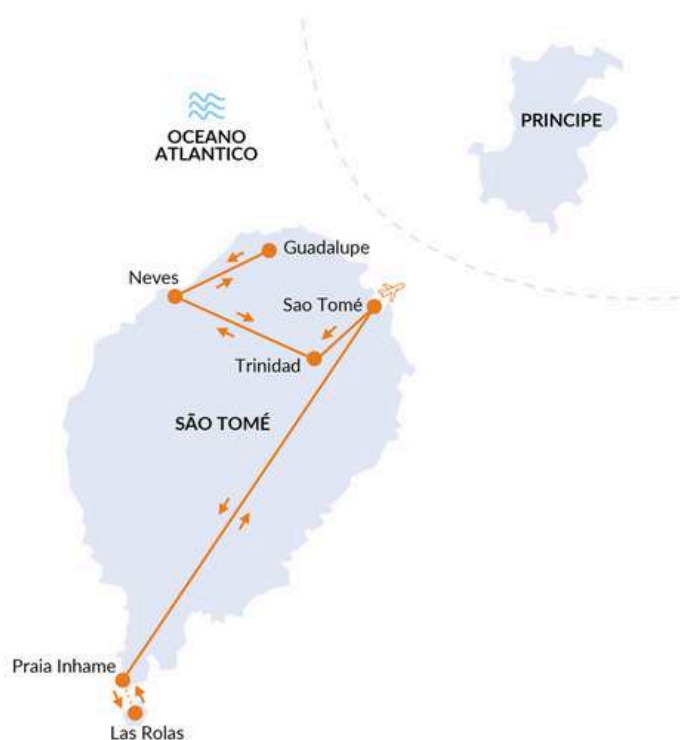 OCEANO
ATLANTICO
PRINCIPE
Guadalupe
Neves
Sao Tomé
Trinidad
SÃO TOMÉ
Praia Inhame
Las Rolas